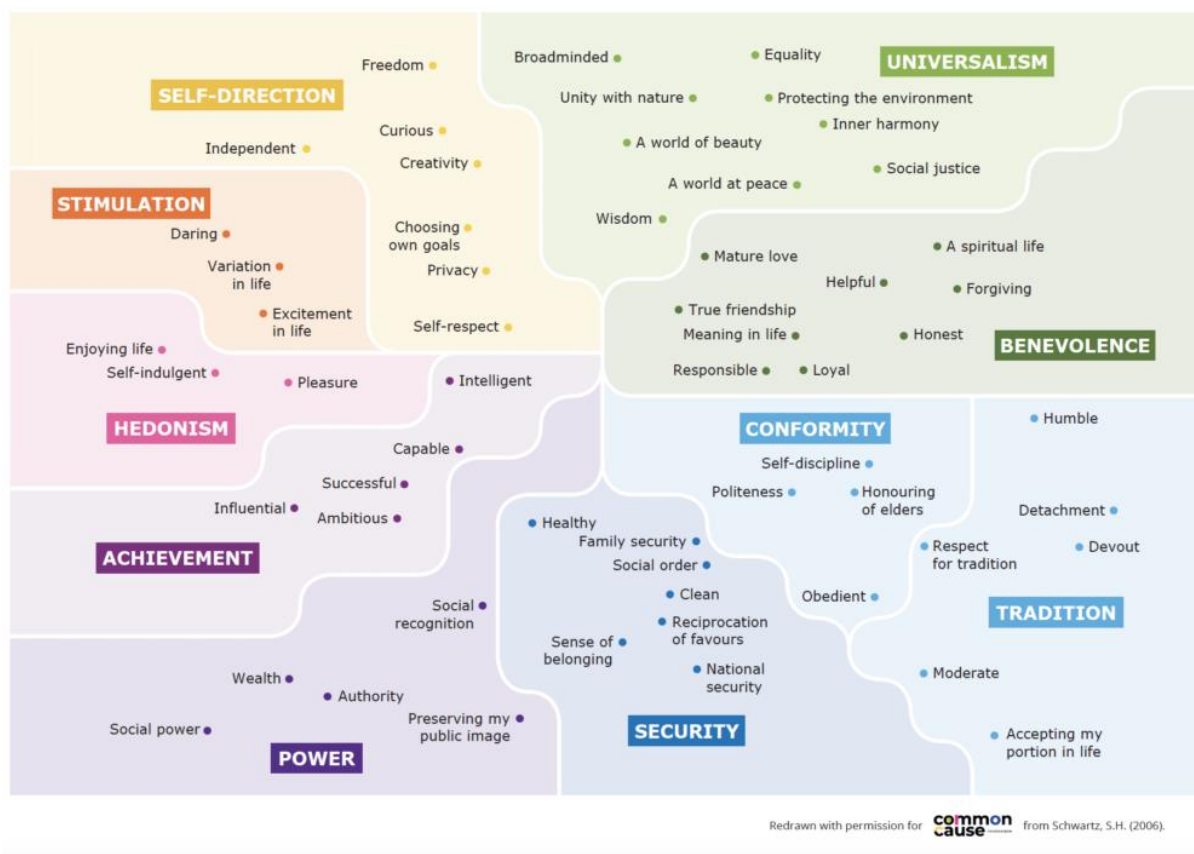 SELF-DIRECTION
Freedom
Curious
Independent
Creativity
Choosing
own goals
Privacy
Self-respect
STIMULATION
Daring
Variation
in life
Excitement
in life
HEDONISM
Enjoying life
Self-indulgent
Pleasure
ACHIEVEMENT
Intelligent
Capable
Successful
Influential
Ambitious
POWER
Social
recognition
Wealth
Authority
Social power
Preserving my
public image
UNIVERSALISM
Broadminded
Equality
Unity with nature
Protecting the environment
Inner harmony
A world of beauty
Social justice
A world at peace
Wisdom
BENEVOLENCE
A spiritual life
Mature love
Helpful
Forgiving
True friendship
Meaning in life
Honest
Responsible
Loyal
CONFORMITY
Self-discipline
Politeness
Honouring
of elders
Obedient
TRADITION
Humble
Detachment
Respect
for tradition
Devout
Moderate
Accepting my
portion in life
SECURITY
Healthy
Family security
Social order
Clean
Reciprocation
of favours
Sense of
belonging
National
security
Redrawn with permission for common cause from Schwartz, S.H. (2006).